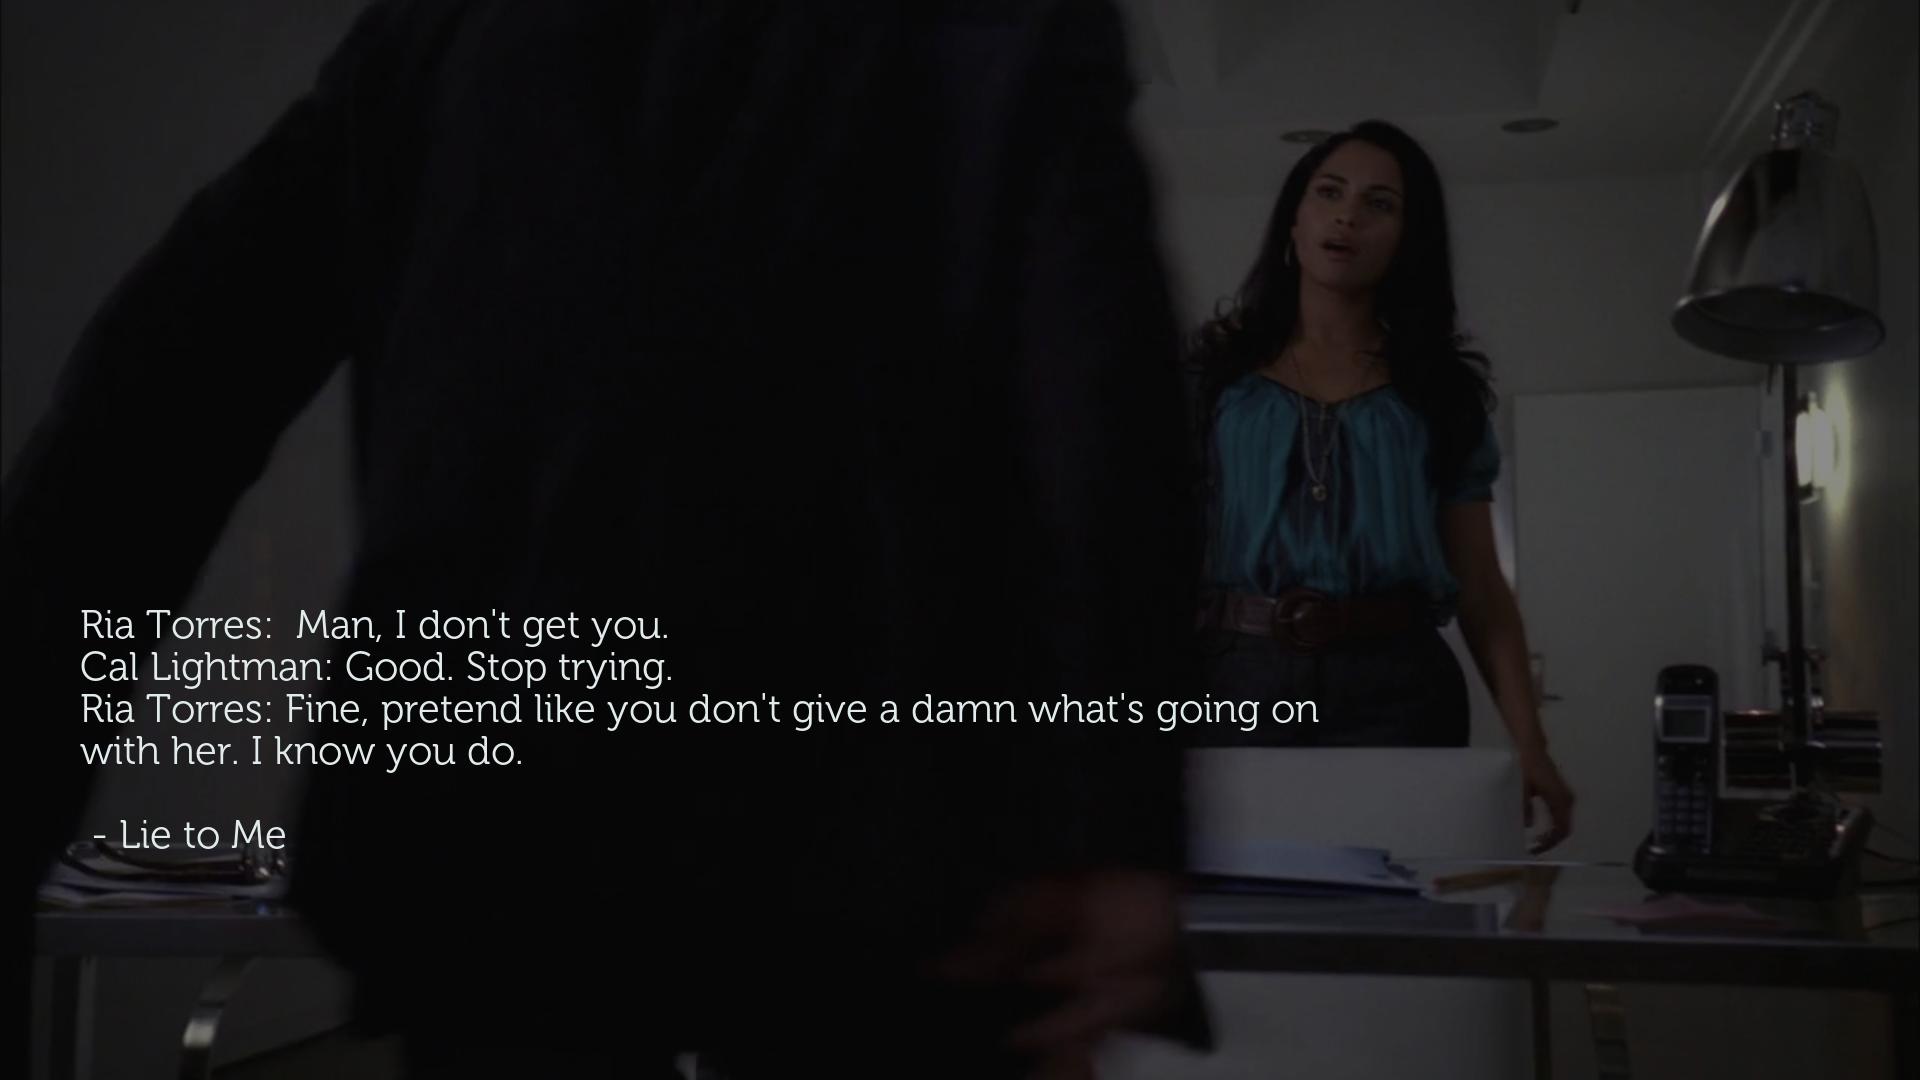 Ria Torres:  Man, I don't get you.
Cal Lightman: Good. Stop trying.
Ria Torres: Fine, pretend like you don't give a damn what's going on
with her. I know you do.
- Lie to Me